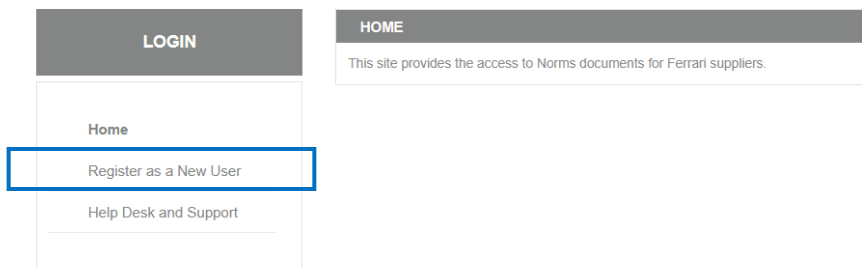 LOGIN
HOME
This site provides the access to Norms documents for Ferrari suppliers.
Home
Register as a New User
Help Desk and Support